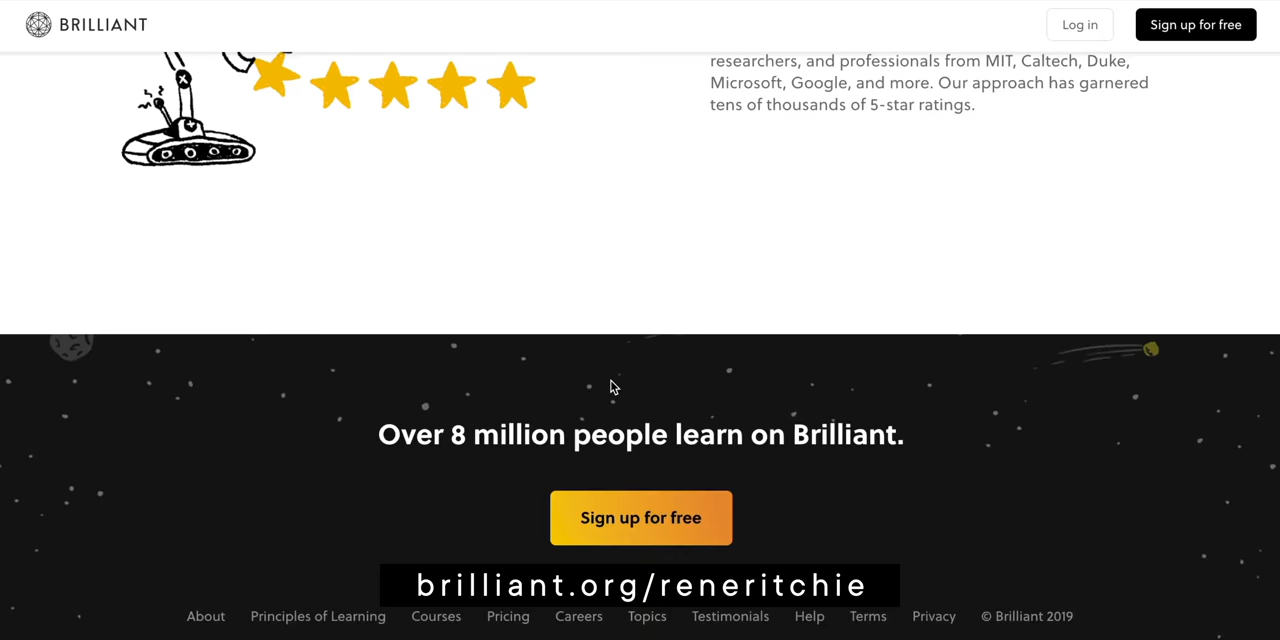 BRILLIANT
Log in
Sign up for free
researchers, and professionals from MIT, Caltech, Duke,
Microsoft, Google, and more. Our approach has garnered
tens of thousands of 5-star ratings.
Over 8 million people learn on Brilliant.
Sign up for free
brilliant.org/reneritchie
About Principles of Learning Courses Pricing Careers Topics Testimonials Help Terms Privacy © Brilliant 2019